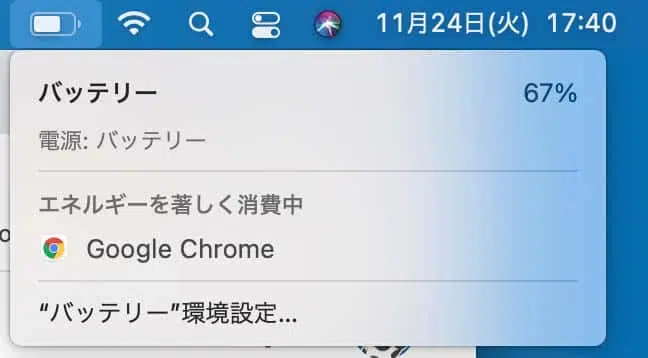 11月24日(火) 17:40
バッテリー 67%
電源: バッテリー
エネルギーを著しく消費中
Google Chrome
“バッテリー”環境設定...